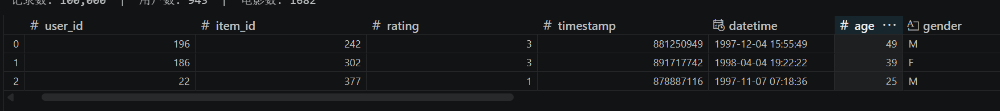 记录数: 100,000 | 用户数: 943 | 电影数: 1682
# user_id # item_id # rating # timestamp datetime # age ··· A gender
0 196 242 3 881250949 1997-12-04 15:55:49 49 M
1 186 302 3 891717742 1998-04-04 19:22:22 39 F
2 22 377 1 878887116 1997-11-07 07:18:36 25 M